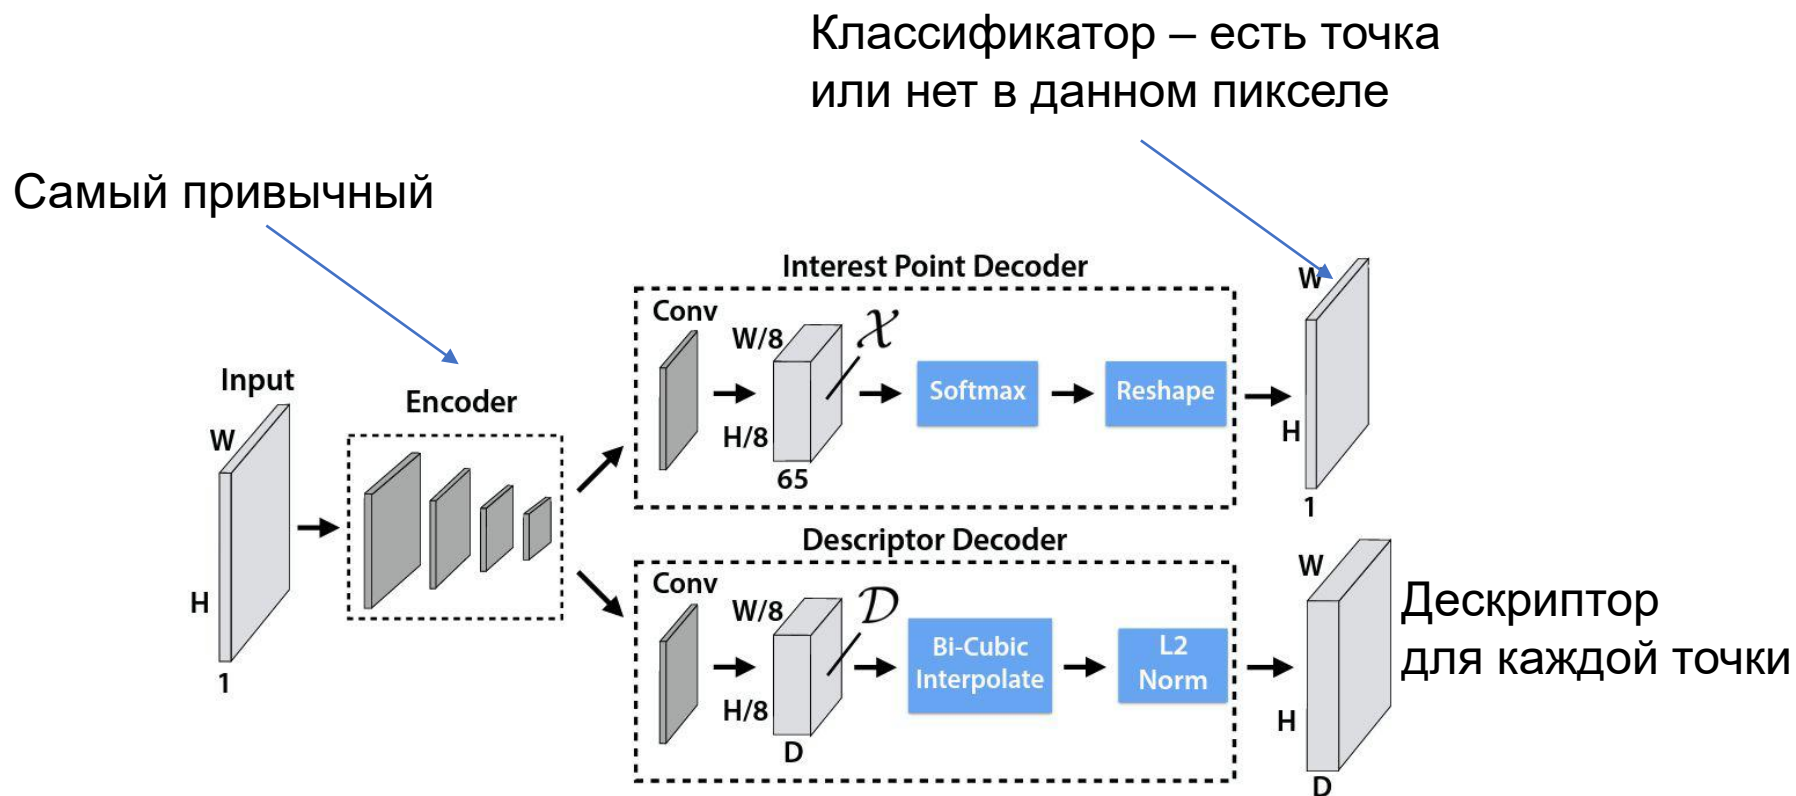 Классификатор – есть точка
или нет в данном пикселе
Самый привычный
Interest Point Decoder
Conv
W/8
𝒳
H/8
65
Softmax
Reshape
W
H
1
Input
W
H
1
Encoder
Descriptor Decoder
Conv
W/8
𝒟
H/8
D
Bi-Cubic
Interpolate
L2
Norm
W
H
D
Дескриптор
для каждой точки